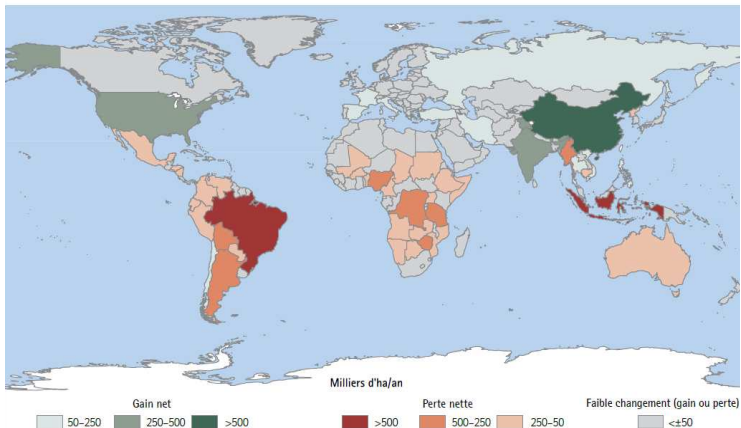 Milliers d'ha/an
Gain net Perte nette Faible changement (gain ou perte)
50–250 250–500 >500 >500 500–250 250–50 <±50